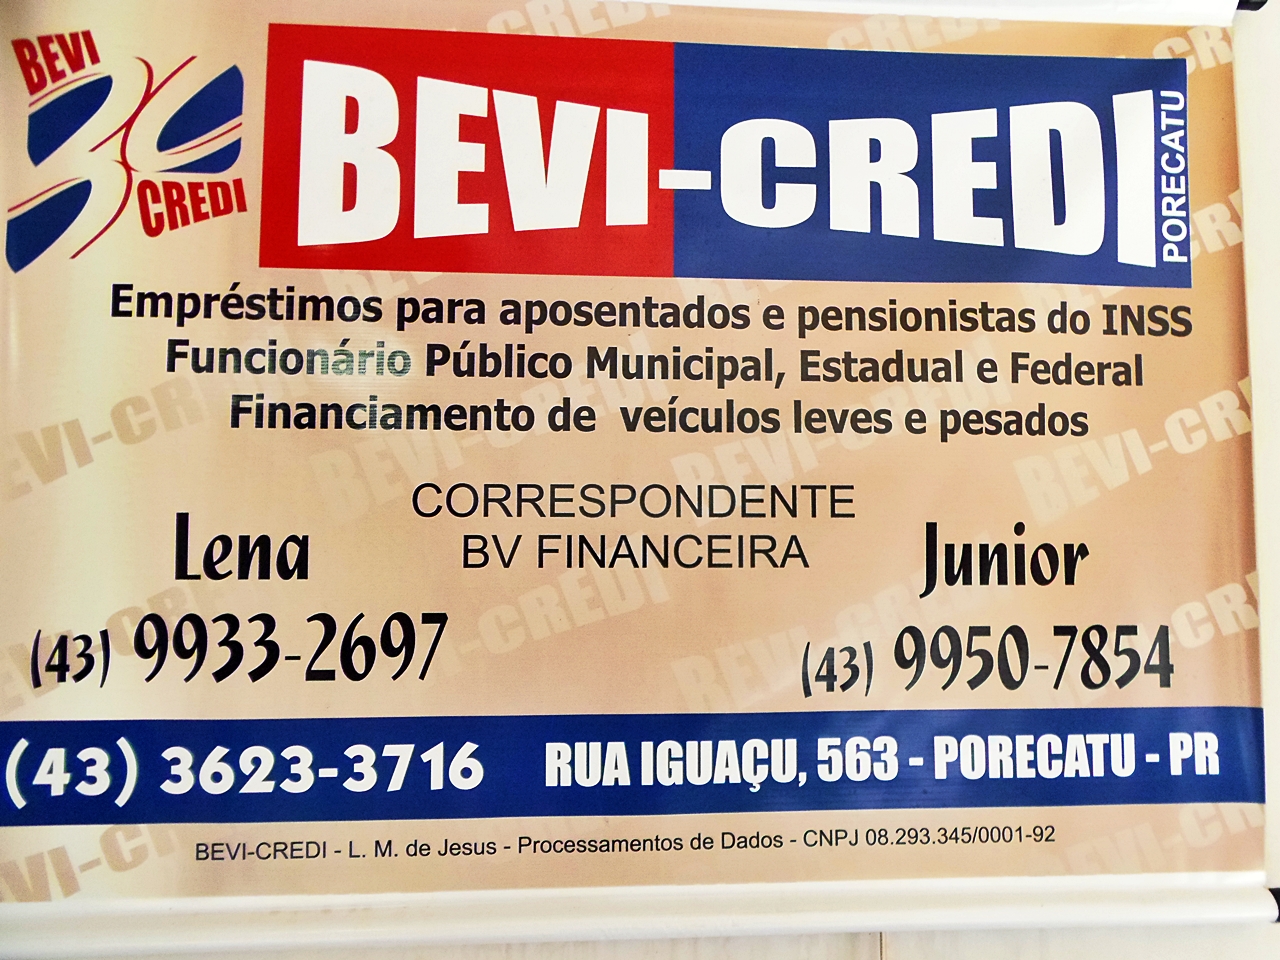 BEVI
CREDI
BEVI-CREDI
PORECATU
Empréstimos para aposentados e pensionistas do INSS
Funcionário Público Municipal, Estadual e Federal
Financiamento de veículos leves e pesados
CORRESPONDENTE
BV FINANCEIRA
Lena
(43) 9933-2697
Junior
(43) 9950-7854
(43) 3623-3716 RUA IGUAÇU, 563 - PORECATU - PR
BEVI-CREDI - L. M. de Jesus - Processamentos de Dados - CNPJ 08.293.345/0001-92